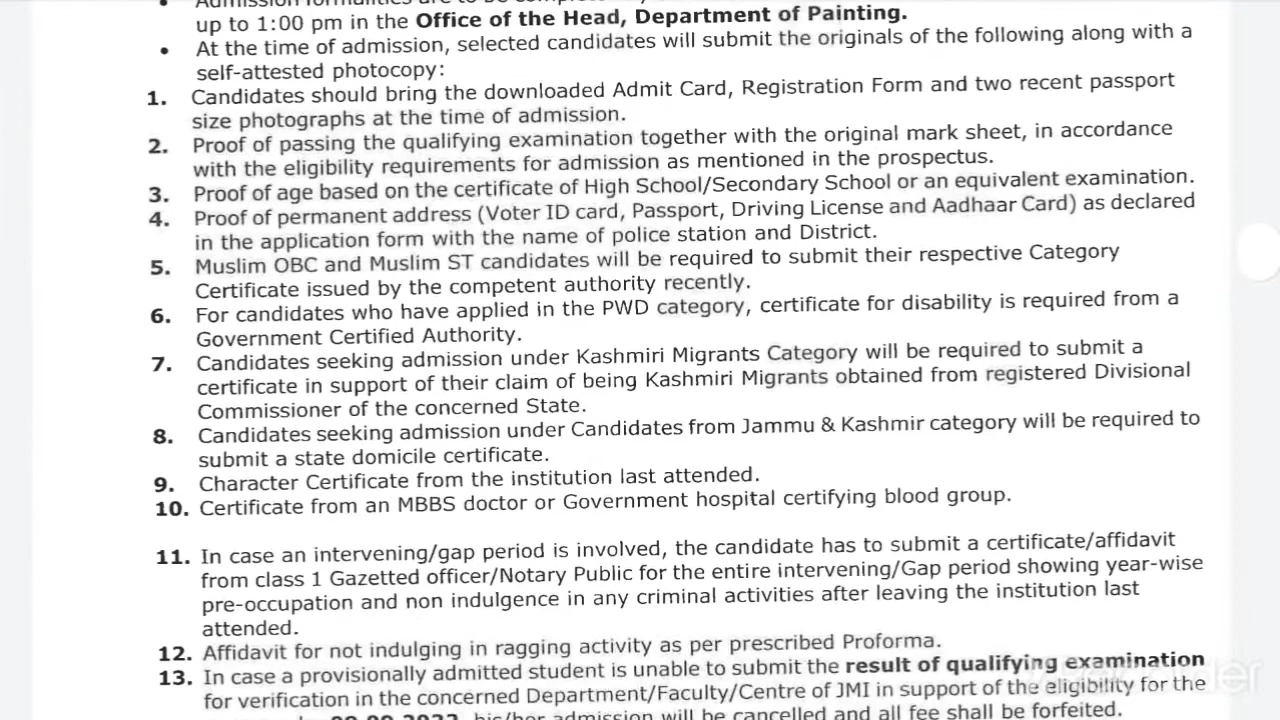 up to 1:00 pm in the Office of the Head, Department of Painting.
• At the time of admission, selected candidates will submit the originals of the following along with a
self-attested photocopy:
1. Candidates should bring the downloaded Admit Card, Registration Form and two recent passport
size photographs at the time of admission.
2. Proof of passing the qualifying examination together with the original mark sheet, in accordance
with the eligibility requirements for admission as mentioned in the prospectus.
3. Proof of age based on the certificate of High School/Secondary School or an equivalent examination.
4. Proof of permanent address (Voter ID card, Passport, Driving License and Aadhaar Card) as declared
in the application form with the name of police station and District.
5. Muslim OBC and Muslim ST candidates will be required to submit their respective Category
Certificate issued by the competent authority recently.
6. For candidates who have applied in the PWD category, certificate for disability is required from a
Government Certified Authority.
7. Candidates seeking admission under Kashmiri Migrants Category will be required to submit a
certificate in support of their claim of being Kashmiri Migrants obtained from registered Divisional
Commissioner of the concerned State.
8. Candidates seeking admission under Candidates from Jammu & Kashmir category will be required to
submit a state domicile certificate.
9. Character Certificate from the institution last attended.
10. Certificate from an MBBS doctor or Government hospital certifying blood group.
11. In case an intervening/gap period is involved, the candidate has to submit a certificate/affidavit
from class 1 Gazetted officer/Notary Public for the entire intervening/Gap period showing year-wise
pre-occupation and non indulgence in any criminal activities after leaving the institution last
attended.
12. Affidavit for not indulging in ragging activity as per prescribed Proforma.
13. In case a provisionally admitted student is unable to submit the result of qualifying examination
for verification in the concerned Department/Faculty/Centre of JMI in support of the eligibility for the
his/her admission will be cancelled and all fee shall be forfeited.